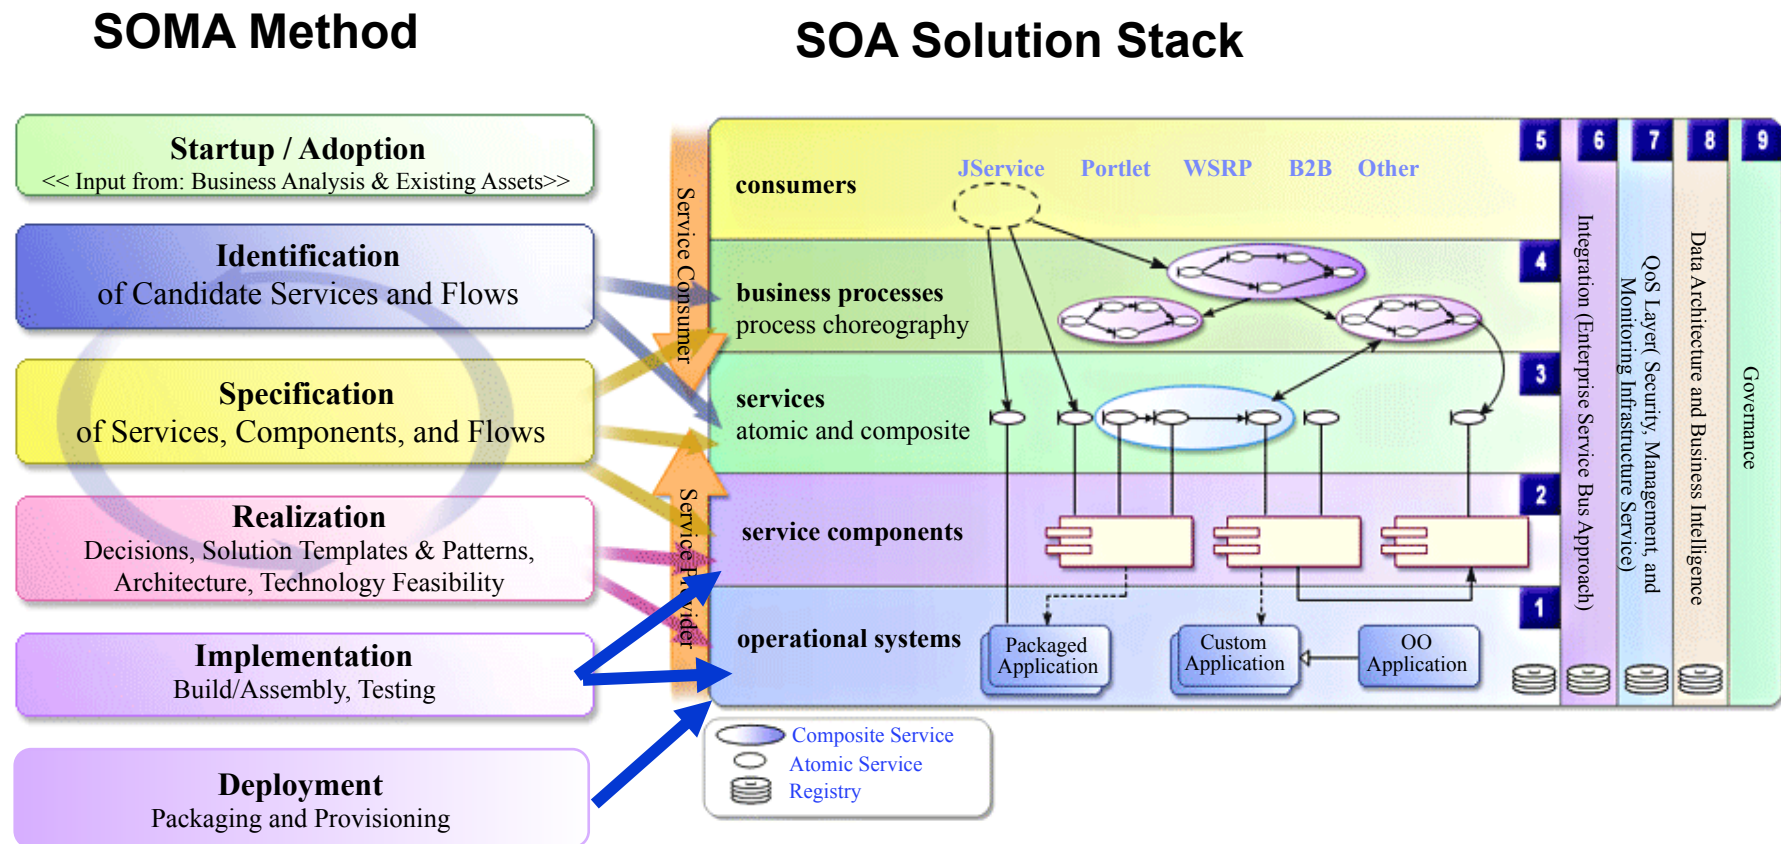 SOMA Method
SOA Solution Stack
Startup / Adoption
<< Input from: Business Analysis & Existing Assets>>
Identification
of Candidate Services and Flows
Specification
of Services, Components, and Flows
Realization
Decisions, Solution Templates & Patterns,
Architecture, Technology Feasibility
Implementation
Build/Assembly, Testing
Deployment
Packaging and Provisioning
Service Consumer
Service Provider
consumers
JService
Portlet
WSRP
B2B
Other
5
business processes
process choreography
4
services
atomic and composite
3
service components
2
operational systems
1
Packaged
Application
Custom
Application
OO
Application
6
Integration (Enterprise Service Bus Approach)
7
QoS Layer( Security, Management, and
Monitoring Infrastructure Service)
8
Data Architecture and Business Intelligence
9
Governance
Composite Service
Atomic Service
Registry